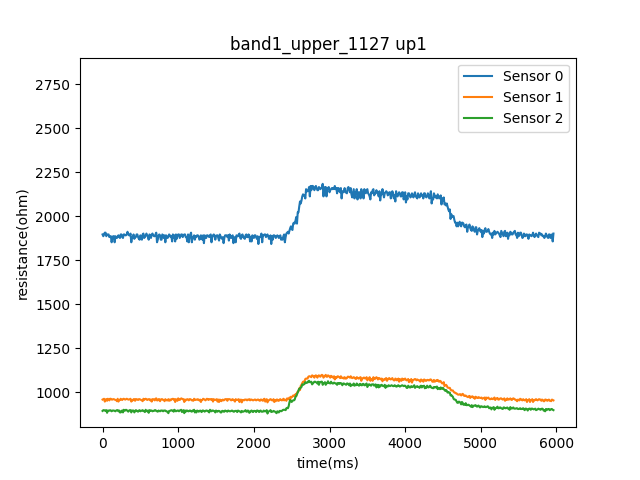 band1_upper_1127 up1
Sensor 0
Sensor 1
Sensor 2
2750
2500
2250
2000
1750
1500
1250
1000
resistance(ohm)
0 1000 2000 3000 4000 5000 6000
time(ms)